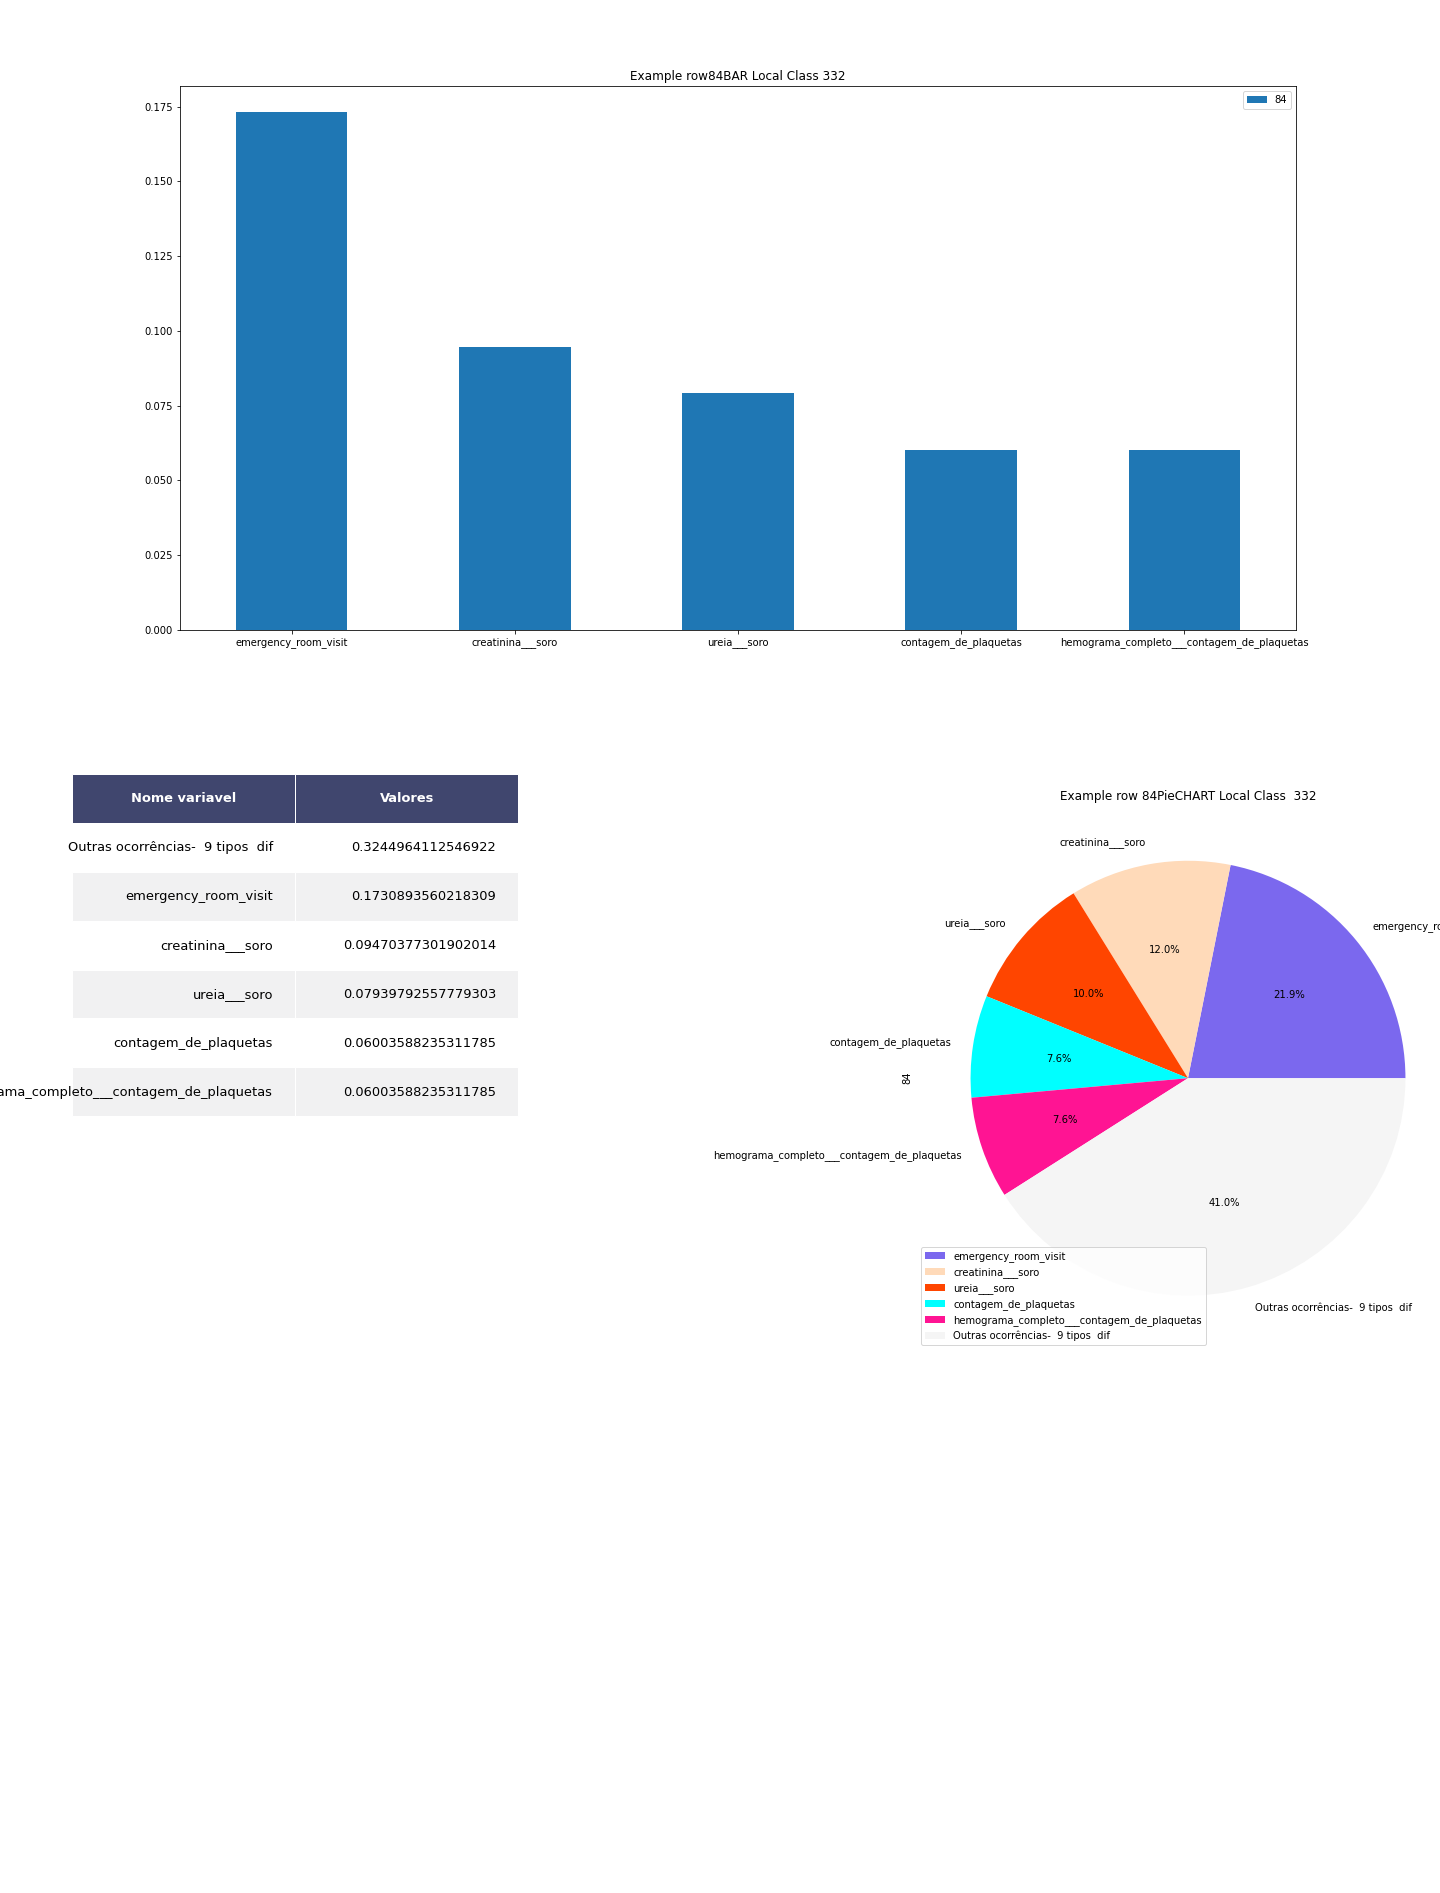 Example row84BAR Local Class 332
84
0.175
0.150
0.125
0.100
0.075
0.050
0.025
0.000
emergency_room_visit creatinina___soro ureia___soro contagem_de_plaquetas hemograma_completo___contagem_de_plaquetas
Nome variavel Valores
Outras ocorrências- 9 tipos dif 0.3244964112546922
emergency_room_visit 0.1730893560218309
creatinina___soro 0.09470377301902014
ureia___soro 0.07939792557779303
contagem_de_plaquetas 0.06003588235311785
ama_completo___contagem_de_plaquetas 0.06003588235311785
Example row 84PieCHART Local Class 332
creatinina___soro
ureia___soro
emergency_ro
12.0%
10.0%
21.9%
contagem_de_plaquetas
7.6%
84
7.6%
hemograma_completo___contagem_de_plaquetas
41.0%
emergency_room_visit
creatinina___soro
ureia___soro
contagem_de_plaquetas
hemograma_completo___contagem_de_plaquetas
Outras ocorrências- 9 tipos dif
Outras ocorrências- 9 tipos dif